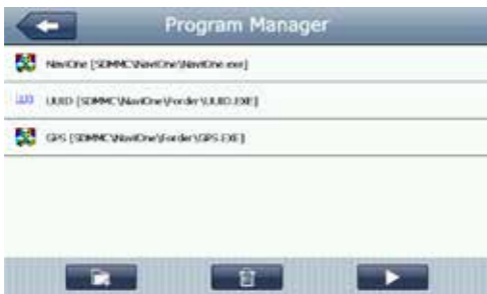 Program Manager
NaviOne [SDMMC\NaviOne\NaviOne.exe]
UUID [SDMMC\NaviOne\Forder\UUID.EXE]
GPS [SDMMC\NaviOne\Forder\GPS.EXE]